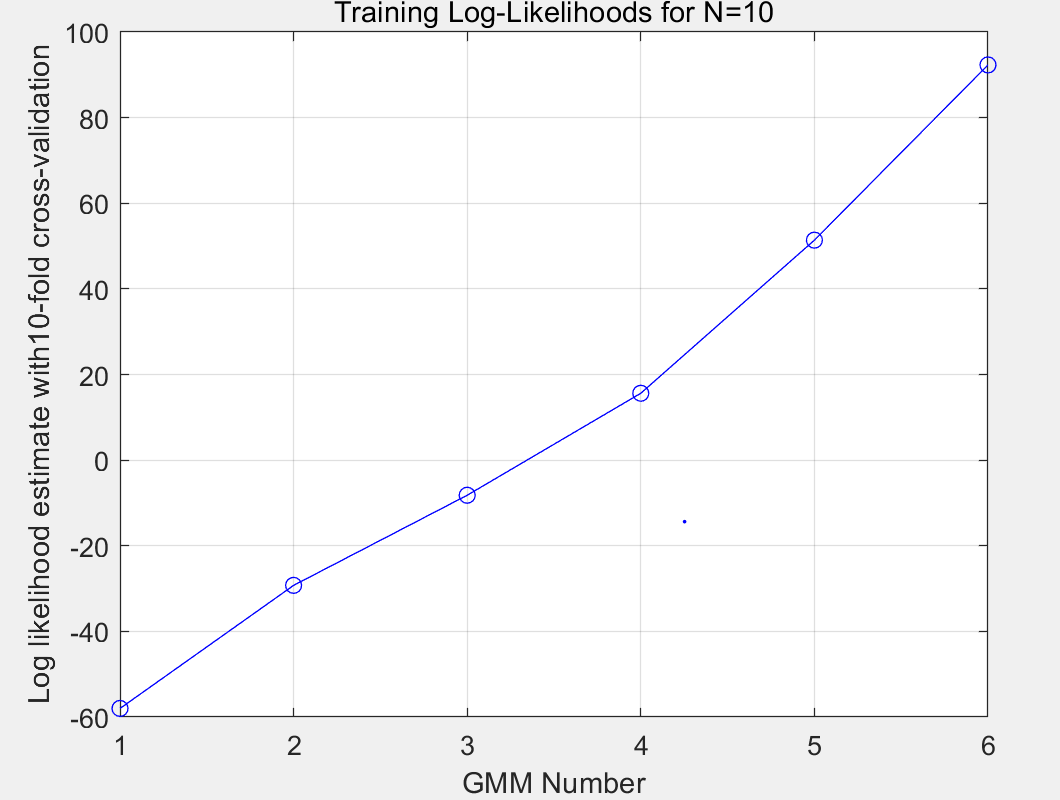 Training Log-Likelihoods for N=10
Log likelihood estimate with10-fold cross-validation
100
80
60
40
20
0
-20
-40
-60
1 2 3 4 5 6
GMM Number